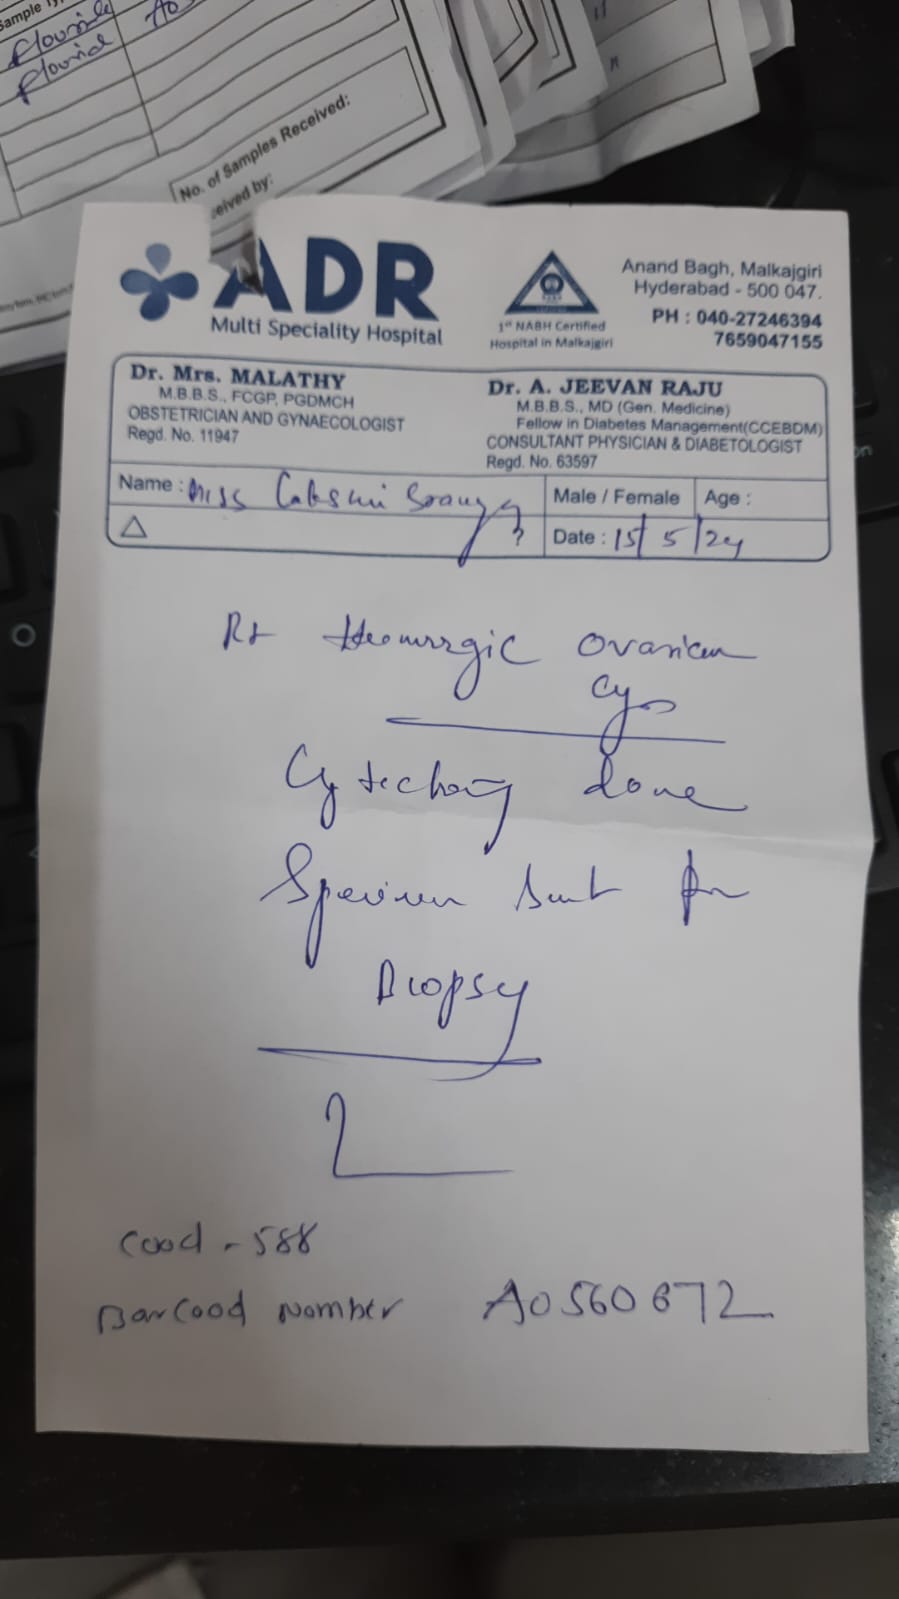 Sample Ty
Flouride
Flouride
No. of Samples Received:
eived by:
ADR
Multi Speciality Hospital
1st NABH Certified
Hospital in Malkajgiri
Anand Bagh, Malkajgiri
Hyderabad - 500 047.
PH : 040-27246394
7659047155
Dr. Mrs. MALATHY
M.B.B.S., FCGP, PGDMCH
OBSTETRICIAN AND GYNAECOLOGIST
Regd. No. 11947
Dr. A. JEEVAN RAJU
M.B.B.S., MD (Gen. Medicine)
Fellow in Diabetes Management(CCEBDM)
CONSULTANT PHYSICIAN & DIABETOLOGIST
Regd. No. 63597
Name : Miss
Male / Female
Age :
Date : 15/5/24
Rt ovarian
Cys
done
Specimen sent for
Biopsy
Cood - 588
BarCood Nomber A0560672